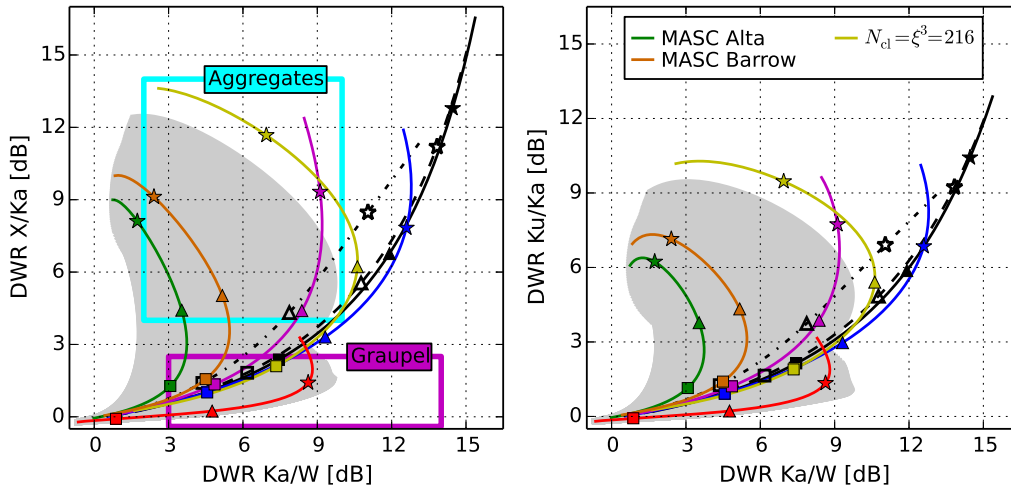 15
12
9
6
3
0
DWR X/Ka [dB]
Aggregates
Graupel
0 3 6 9 12 15
DWR Ka/W [dB]
15
12
9
6
3
0
DWR Ku/Ka [dB]
MASC Alta
MASC Barrow
N_cl=ξ³=216
0 3 6 9 12 15
DWR Ka/W [dB]